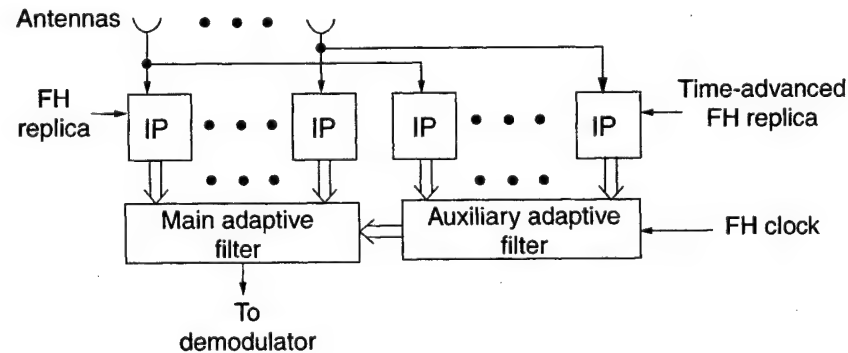 Antennas
FH
replica
IP
IP
IP
IP
Time-advanced
FH replica
Main adaptive
filter
Auxiliary adaptive
filter
FH clock
To
demodulator